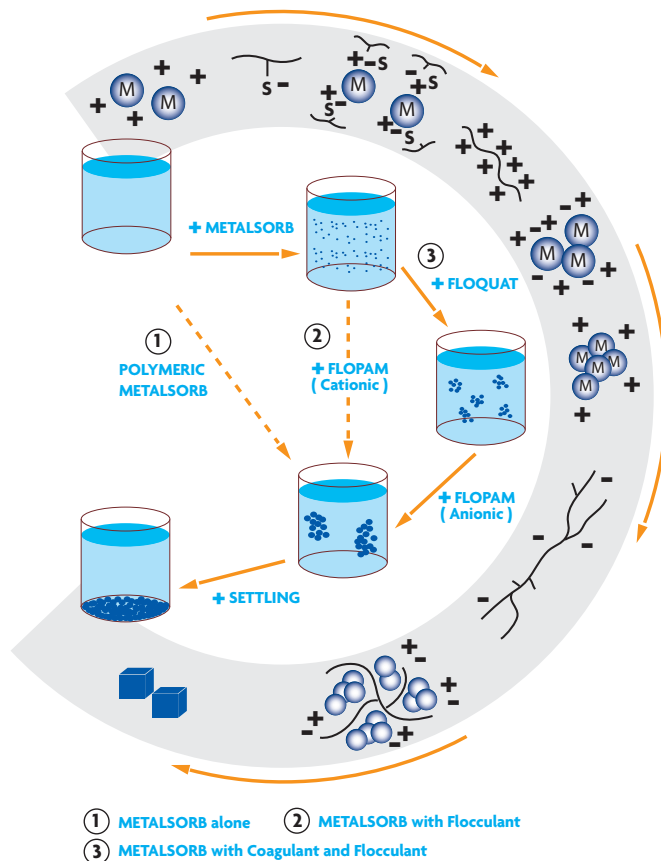 M
M
+ + + +
S -
+ - S
- S
+
M
+
S -
M
+ - S
+ + + + + + + +
- + + - + -
M
M
M
+ - + -
+ METALSORB
3
+ FLOQUAT
1
POLYMERIC
METALSORB
2
+ FLOPAM
( Cationic )
+ +
M
M M
M M
+ +
+ FLOPAM
( Anionic )
- - - -
+ SETTLING
+ -
+ -
+ -
+ -
1 METALSORB alone
2 METALSORB with Flocculant
3 METALSORB with Coagulant and Flocculant